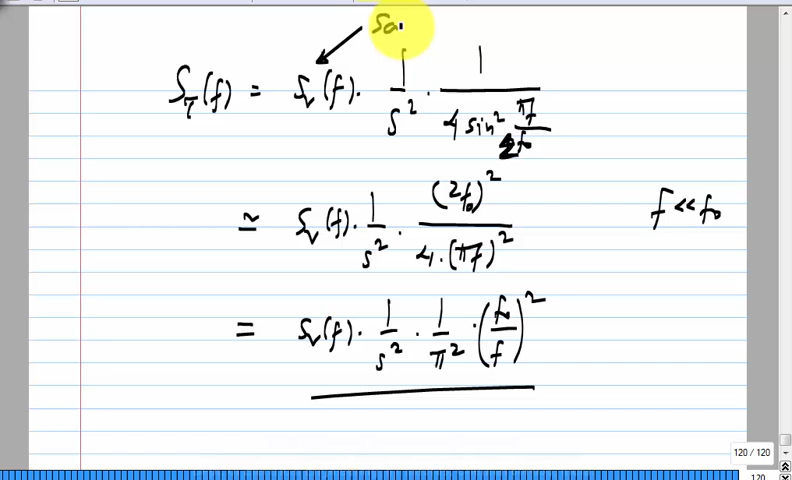 Sa
S_τ(f) = S_v(f) · 1/s² · 1/(4 sin² πf/2f₀)
≃ S_v(f) · 1/s² · (2f₀)²/(4·(πf)²) f << f₀
= S_v(f) · 1/s² · 1/π² · (f₀/f)²
120 / 120
120